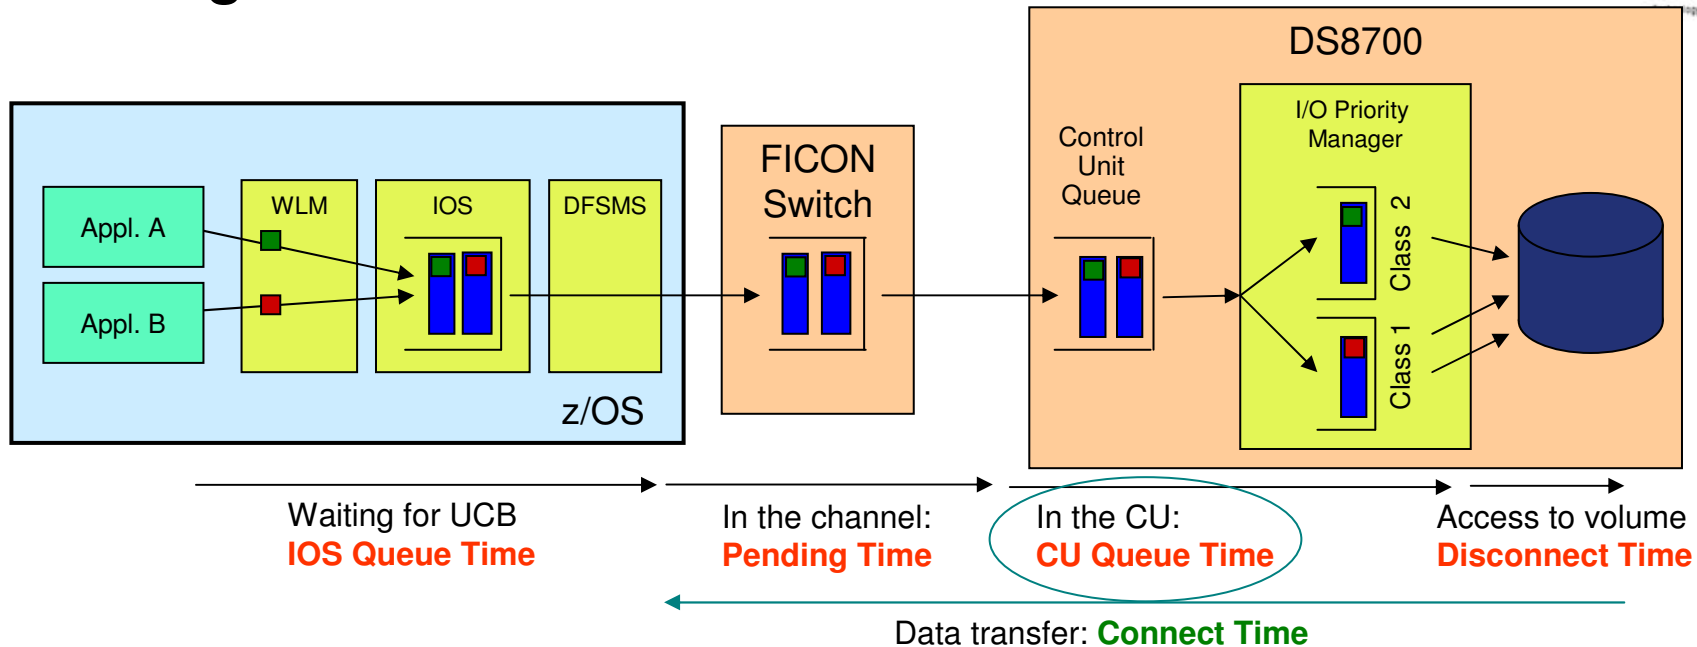 DS8700
I/O Priority
Manager
Control
Unit
Queue
FICON
Switch
WLM
IOS
DFSMS
Appl. A
Appl. B
Class 2
Class 1
z/OS
Waiting for UCB
IOS Queue Time
In the channel:
Pending Time
In the CU:
CU Queue Time
Access to volume
Disconnect Time
Data transfer: Connect Time